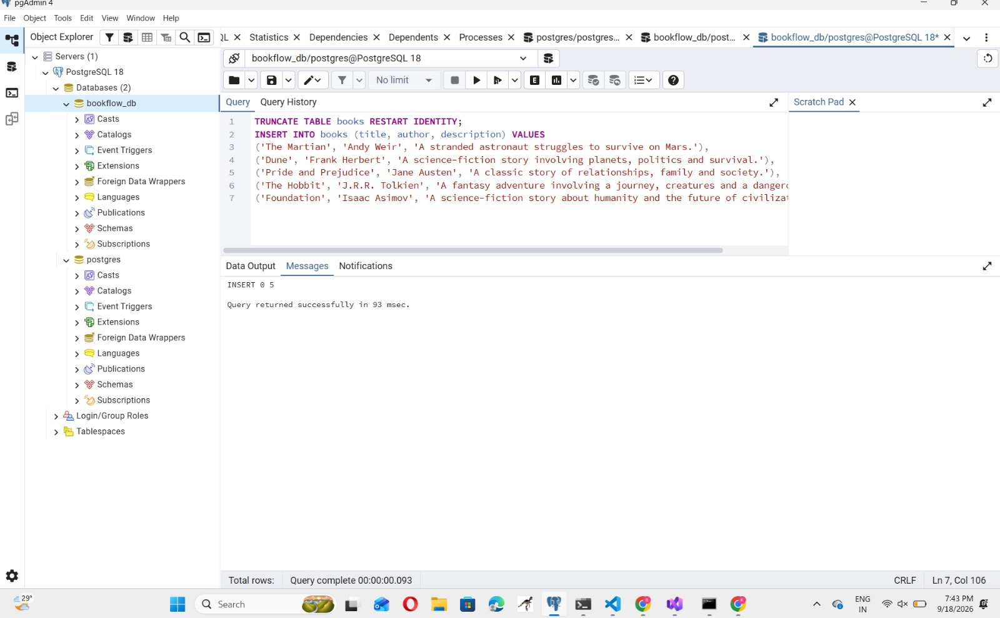 pgAdmin 4
File Object Tools Edit View Window Help
Object Explorer
QL Statistics Dependencies Dependents Processes postgres/postgres... bookflow_db/post... bookflow_db/postgres@PostgreSQL 18*
Servers (1)
PostgreSQL 18
Databases (2)
bookflow_db
Casts
Catalogs
Event Triggers
Extensions
Foreign Data Wrappers
Languages
Publications
Schemas
Subscriptions
postgres
Casts
Catalogs
Event Triggers
Extensions
Foreign Data Wrappers
Languages
Publications
Schemas
Subscriptions
Login/Group Roles
Tablespaces
bookflow_db/postgres@PostgreSQL 18
No limit E
Query Query History
Scratch Pad
1 TRUNCATE TABLE books RESTART IDENTITY;
2 INSERT INTO books (title, author, description) VALUES
3 ('The Martian', 'Andy Weir', 'A stranded astronaut struggles to survive on Mars.'),
4 ('Dune', 'Frank Herbert', 'A science-fiction story involving planets, politics and survival.'),
5 ('Pride and Prejudice', 'Jane Austen', 'A classic story of relationships, family and society.'),
6 ('The Hobbit', 'J.R.R. Tolkien', 'A fantasy adventure involving a journey, creatures and a danger
7 ('Foundation', 'Isaac Asimov', 'A science-fiction story about humanity and the future of civiliza
Data Output Messages Notifications
INSERT 0 5
Query returned successfully in 93 msec.
Total rows: Query complete 00:00:00.093 CRLF Ln 7, Col 106
29°
Search
ENG
IN
7:43 PM
9/18/2026